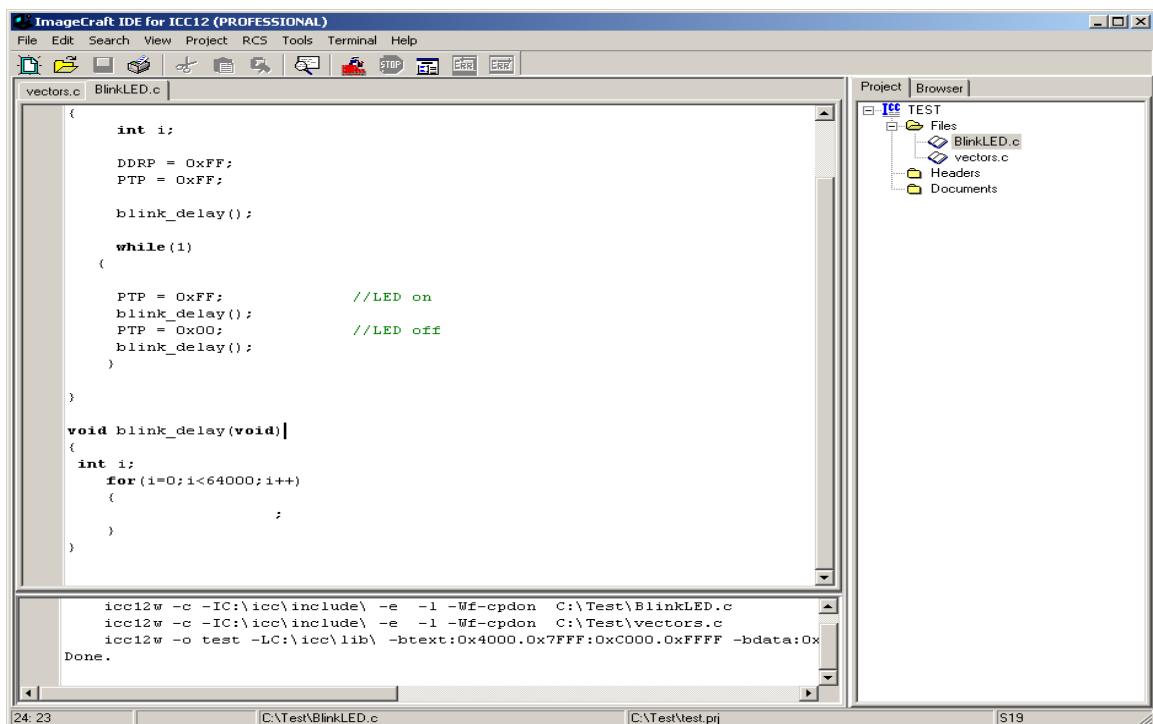 ImageCraft IDE for ICC12 (PROFESSIONAL)
File Edit Search View Project RCS Tools Terminal Help
STOP ERR ERR
vectors.c BlinkLED.c
{
int i;
DDRP = 0xFF;
PTP = 0xFF;
blink_delay();
while(1)
{
PTP = 0xFF; //LED on
blink_delay();
PTP = 0x00; //LED off
blink_delay();
}
}
void blink_delay(void)
{
int i;
for(i=0;i<64000;i++)
{
;
}
}
Project Browser
ICC TEST
Files
BlinkLED.c
vectors.c
Headers
Documents
icc12w -c -IC:\icc\include\ -e -l -Wf-cpdon C:\Test\BlinkLED.c
icc12w -c -IC:\icc\include\ -e -l -Wf-cpdon C:\Test\vectors.c
icc12w -o test -LC:\icc\lib\ -btext:0x4000.0x7FFF:0xC000.0xFFFF -bdata:0x
Done.
24: 23 C:\Test\BlinkLED.c C:\Test\test.prj S19